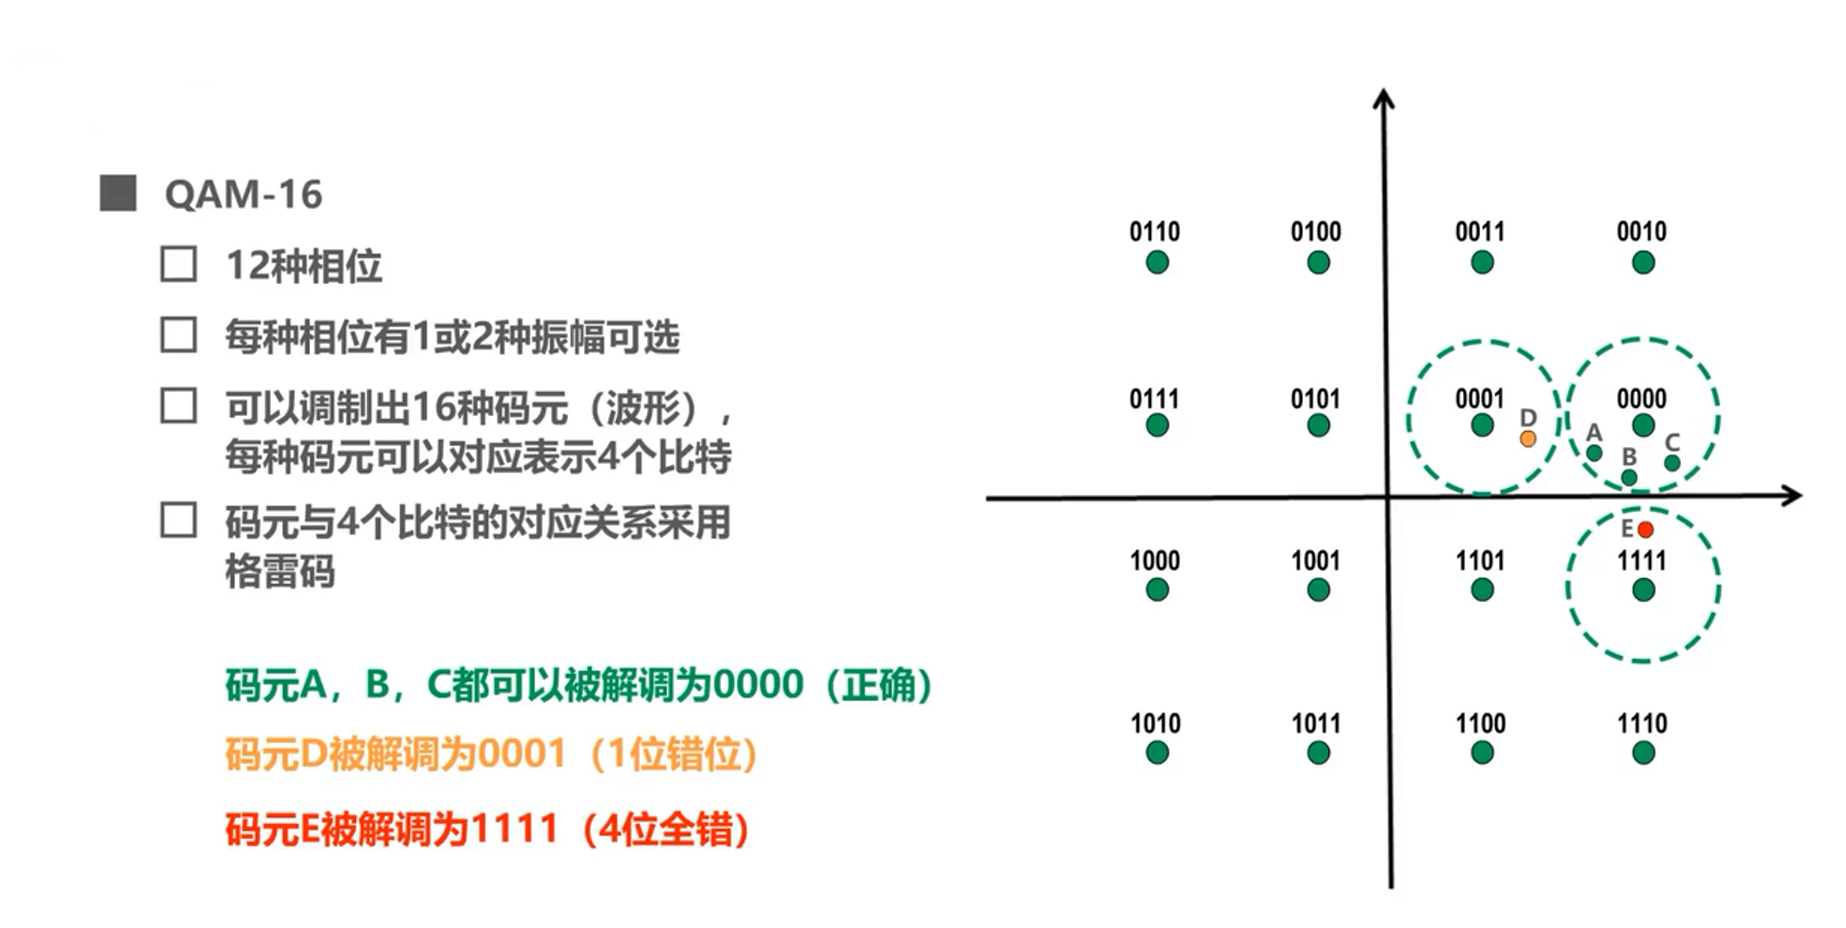 QAM-16
12种相位
每种相位有1或2种振幅可选
可以调制出16种码元（波形），
每种码元可以对应表示4个比特
码元与4个比特的对应关系采用
格雷码
码元A，B，C都可以被解调为0000（正确）
码元D被解调为0001（1位错位）
码元E被解调为1111（4位全错）
0110 0100 0011 0010
0111 0101 0001 0000
D A B C
E
1000 1001 1101 1111
1010 1011 1100 1110